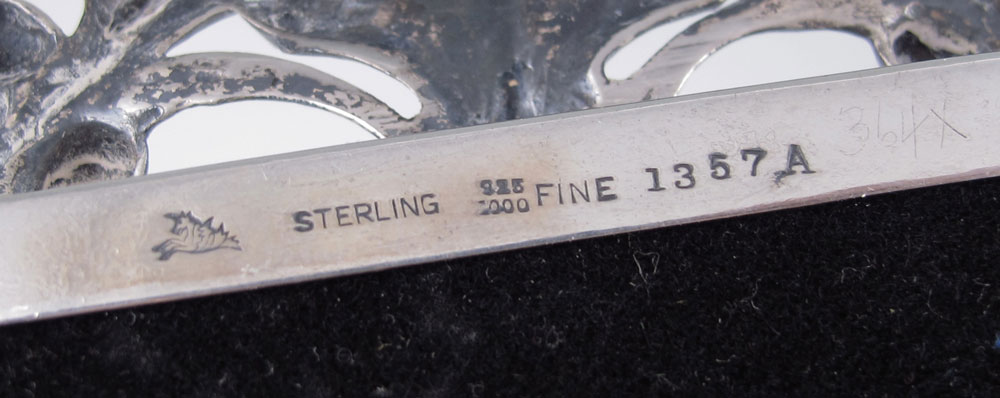 STERLING 925/1000 FINE 1357A
364X